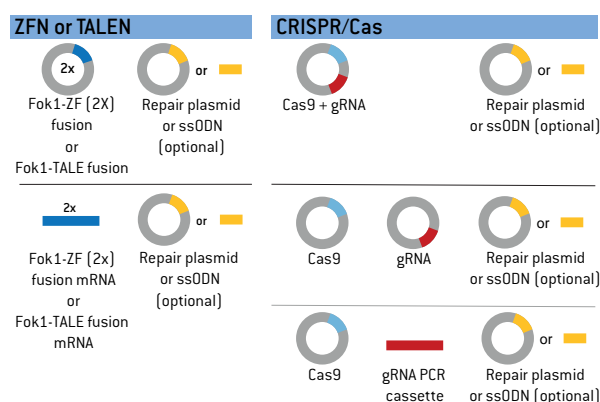 ZFN or TALEN
2x
or
Fok1-ZF (2X)
fusion
or
Fok1-TALE fusion
Repair plasmid
or ssODN
(optional)
2x
or
Fok1-ZF (2x)
fusion mRNA
or
Fok1-TALE fusion
mRNA
Repair plasmid
or ssODN
(optional)
CRISPR/Cas
or
Cas9 + gRNA
Repair plasmid
or ssODN (optional)
or
Cas9
gRNA
Repair plasmid
or ssODN (optional)
or
Cas9
gRNA PCR
cassette
Repair plasmid
or ssODN (optional)